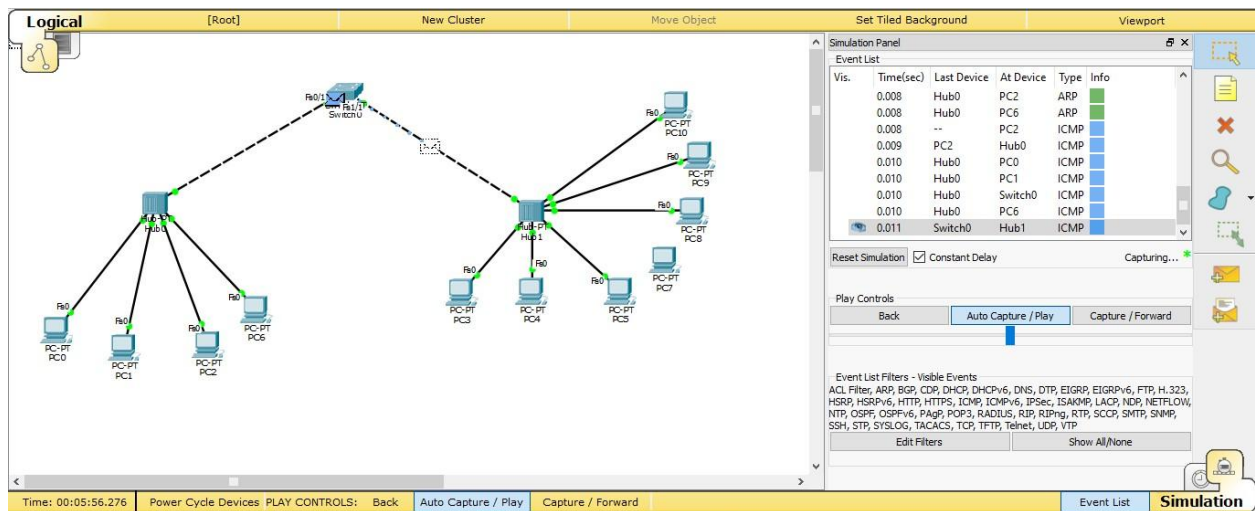 Logical [Root] New Cluster Move Object Set Tiled Background Viewport
Fa0/1
Fa1/1
Switch0
Hub-PT
Hub0
Fa0
Fa0
Fa0
Fa0
PC-PT
PC0
PC-PT
PC1
PC-PT
PC2
PC-PT
PC6
Hub-PT
Hub1
Fa0
PC-PT
PC10
Fa0
PC-PT
PC9
Fa0
PC-PT
PC8
PC-PT
PC7
Fa0
Fa0
Fa0
PC-PT
PC3
PC-PT
PC4
PC-PT
PC5
Simulation Panel
Event List
Vis. Time(sec) Last Device At Device Type Info
0.008 Hub0 PC2 ARP
0.008 Hub0 PC6 ARP
0.008 -- PC2 ICMP
0.009 PC2 Hub0 ICMP
0.010 Hub0 PC0 ICMP
0.010 Hub0 PC1 ICMP
0.010 Hub0 Switch0 ICMP
0.010 Hub0 PC6 ICMP
0.011 Switch0 Hub1 ICMP
Reset Simulation Constant Delay Capturing... *
Play Controls
Back Auto Capture / Play Capture / Forward
Event List Filters - Visible Events
ACL Filter, ARP, BGP, CDP, DHCP, DHCPv6, DNS, DTP, EIGRP, EIGRPv6, FTP, H.323,
HSRP, HSRPv6, HTTP, HTTPS, ICMP, ICMPv6, IPSec, ISAKMP, LACP, NDP, NETFLOW,
NTP, OSPF, OSPFv6, PAgP, POP3, RADIUS, RIP, RIPng, RTP, SCCP, SMTP, SNMP,
SSH, STP, SYSLOG, TACACS, TCP, TFTP, Telnet, UDP, VTP
Edit Filters Show All/None
Time: 00:05:56.276 Power Cycle Devices PLAY CONTROLS: Back Auto Capture / Play Capture / Forward Event List Simulation